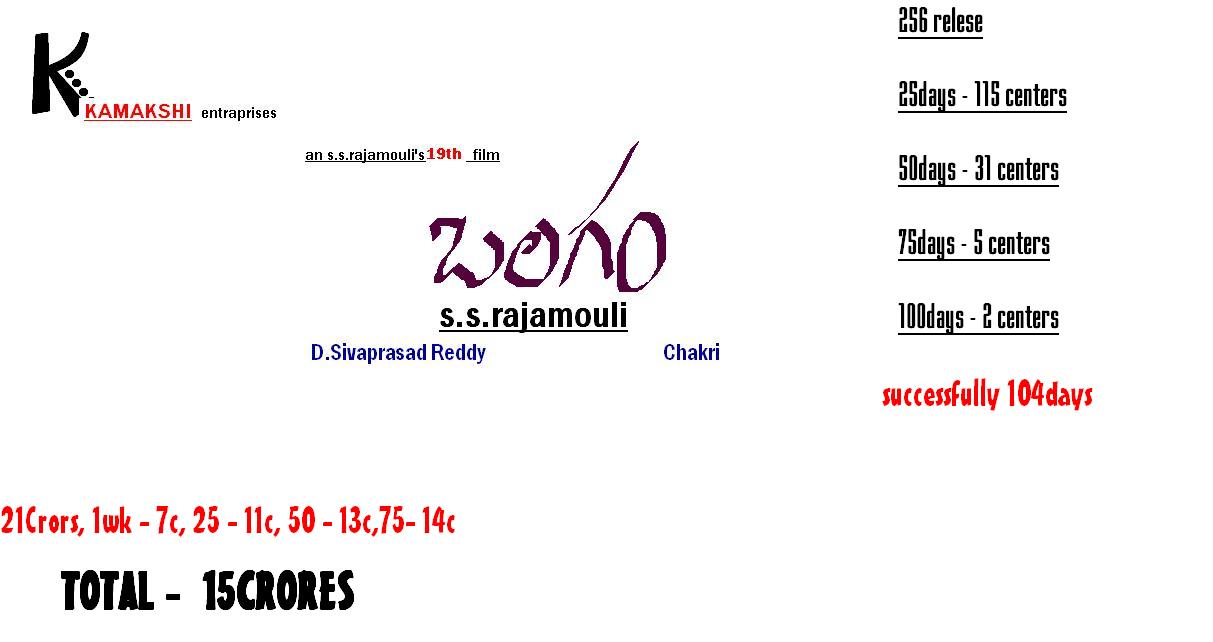 KAMAKSHI entraprises
an s.s.rajamouli's 19th film
బలగం
s.s.rajamouli
D.Sivaprasad Reddy Chakri
256 relese
25days - 115 centers
50days - 31 centers
75days - 5 centers
100days - 2 centers
successfully 104days
21Crors, 1wk - 7c, 25 - 11c, 50 - 13c,75- 14c
TOTAL - 15CRORES